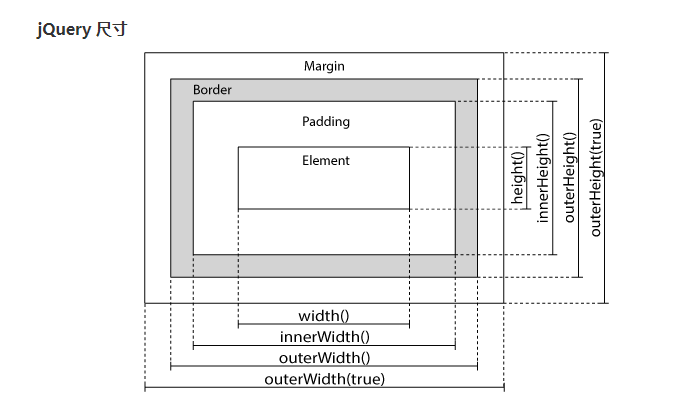 jQuery 尺寸
Margin
Border
Padding
Element
height()
innerHeight()
outerHeight()
outerHeight(true)
width()
innerWidth()
outerWidth()
outerWidth(true)